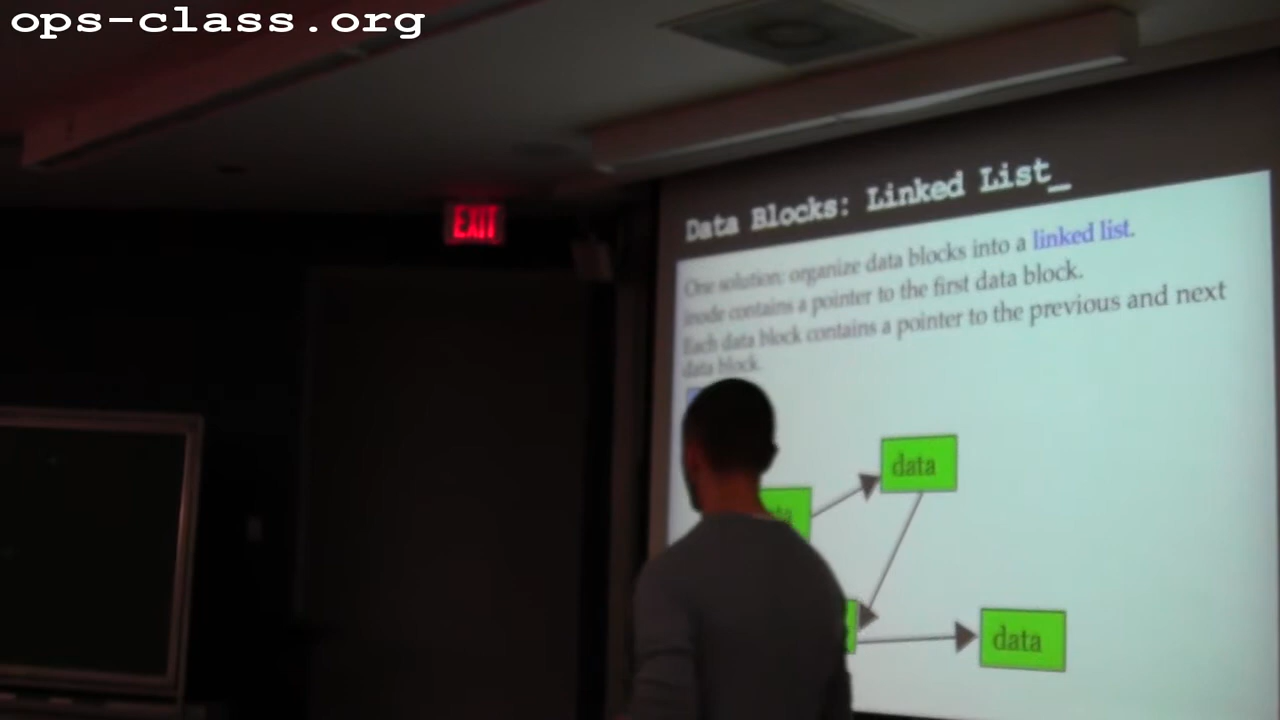 ops-class.org
EXIT
Data Blocks: Linked List_
One solution: organize data blocks into a linked list.
inode contains a pointer to the first data block.
Each data block contains a pointer to the previous and next
data block.
data
data